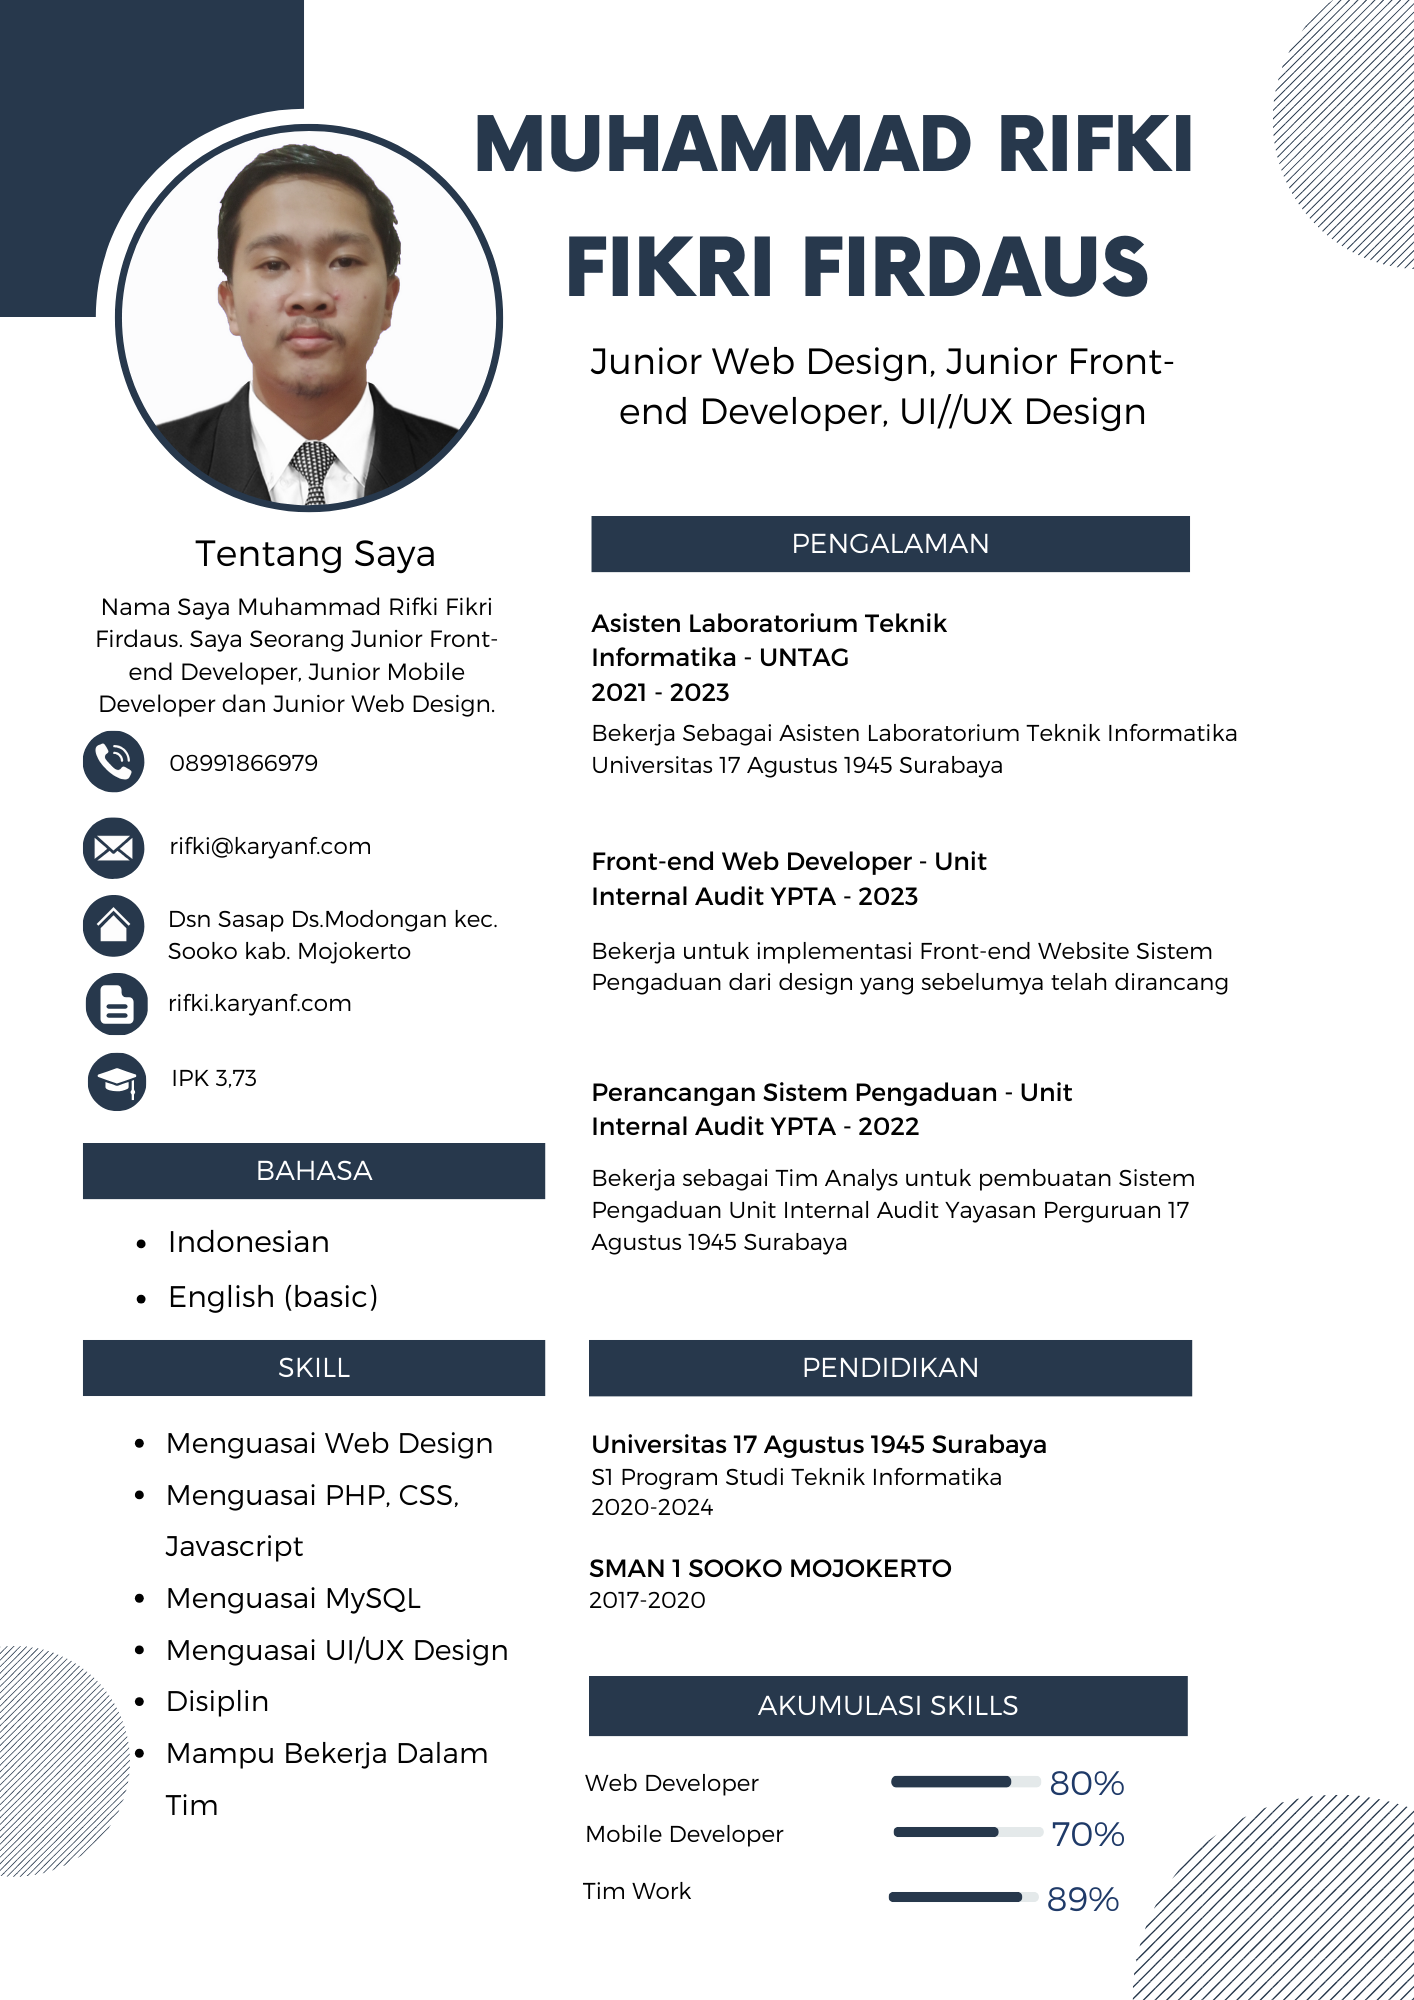 MUHAMMAD RIFKI
FIKRI FIRDAUS
Junior Web Design, Junior Front-
end Developer, UI//UX Design
Tentang Saya
Nama Saya Muhammad Rifki Fikri
Firdaus. Saya Seorang Junior Front-
end Developer, Junior Mobile
Developer dan Junior Web Design.
08991866979
rifki@karyanf.com
Dsn Sasap Ds.Modongan kec.
Sooko kab. Mojokerto
rifki.karyanf.com
IPK 3,73
BAHASA
• Indonesian
• English (basic)
SKILL
• Menguasai Web Design
• Menguasai PHP, CSS,
Javascript
• Menguasai MySQL
• Menguasai UI/UX Design
• Disiplin
• Mampu Bekerja Dalam
Tim
PENGALAMAN
Asisten Laboratorium Teknik
Informatika - UNTAG
2021 - 2023
Bekerja Sebagai Asisten Laboratorium Teknik Informatika
Universitas 17 Agustus 1945 Surabaya
Front-end Web Developer - Unit
Internal Audit YPTA - 2023
Bekerja untuk implementasi Front-end Website Sistem
Pengaduan dari design yang sebelumya telah dirancang
Perancangan Sistem Pengaduan - Unit
Internal Audit YPTA - 2022
Bekerja sebagai Tim Analys untuk pembuatan Sistem
Pengaduan Unit Internal Audit Yayasan Perguruan 17
Agustus 1945 Surabaya
PENDIDIKAN
Universitas 17 Agustus 1945 Surabaya
S1 Program Studi Teknik Informatika
2020-2024
SMAN 1 SOOKO MOJOKERTO
2017-2020
AKUMULASI SKILLS
Web Developer 80%
Mobile Developer 70%
Tim Work 89%